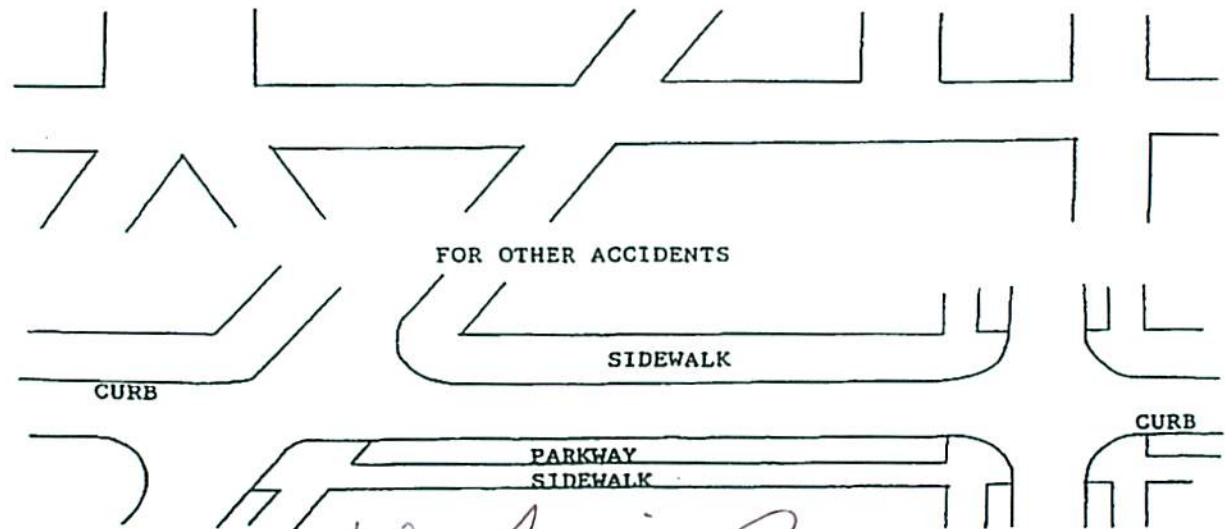 FOR OTHER ACCIDENTS
SIDEWALK
CURB
CURB
PARKWAY
SIDEWALK